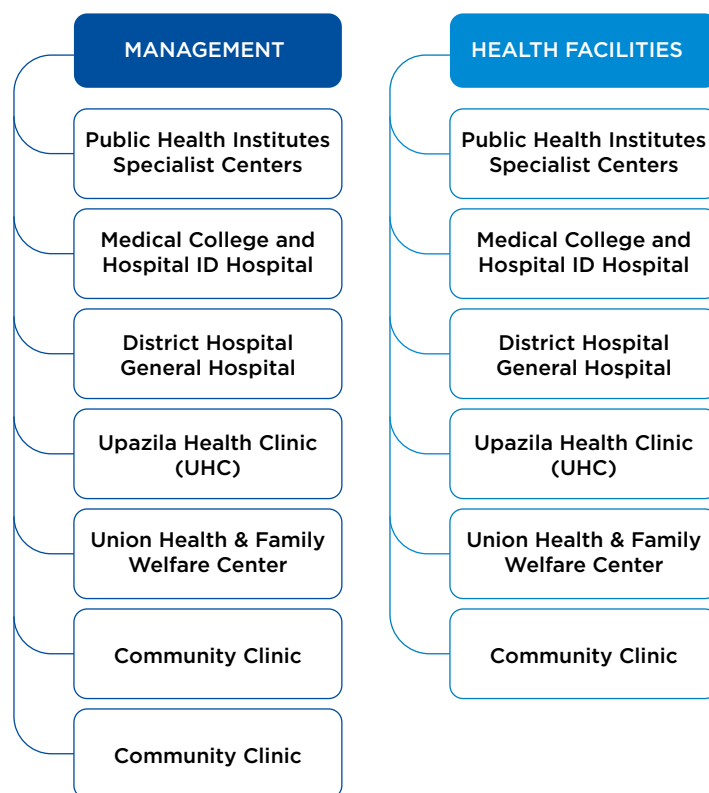 MANAGEMENT
Public Health Institutes
Specialist Centers
Medical College and
Hospital ID Hospital
District Hospital
General Hospital
Upazila Health Clinic
(UHC)
Union Health & Family
Welfare Center
Community Clinic
Community Clinic
HEALTH FACILITIES
Public Health Institutes
Specialist Centers
Medical College and
Hospital ID Hospital
District Hospital
General Hospital
Upazila Health Clinic
(UHC)
Union Health & Family
Welfare Center
Community Clinic